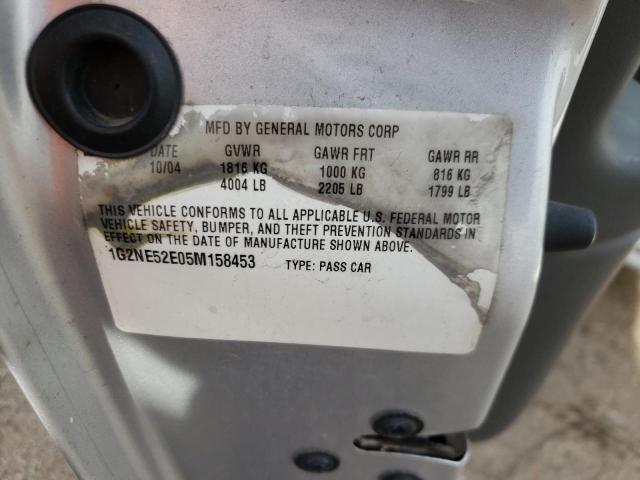 MFD BY GENERAL MOTORS CORP
DATE GVWR GAWR FRT GAWR RR
10/04 1816 KG 1000 KG 816 KG
4004 LB 2205 LB 1799 LB
THIS VEHICLE CONFORMS TO ALL APPLICABLE U.S. FEDERAL MOTOR
VEHICLE SAFETY, BUMPER, AND THEFT PREVENTION STANDARDS IN
EFFECT ON THE DATE OF MANUFACTURE SHOWN ABOVE.
1G2NE52E05M158453 TYPE: PASS CAR